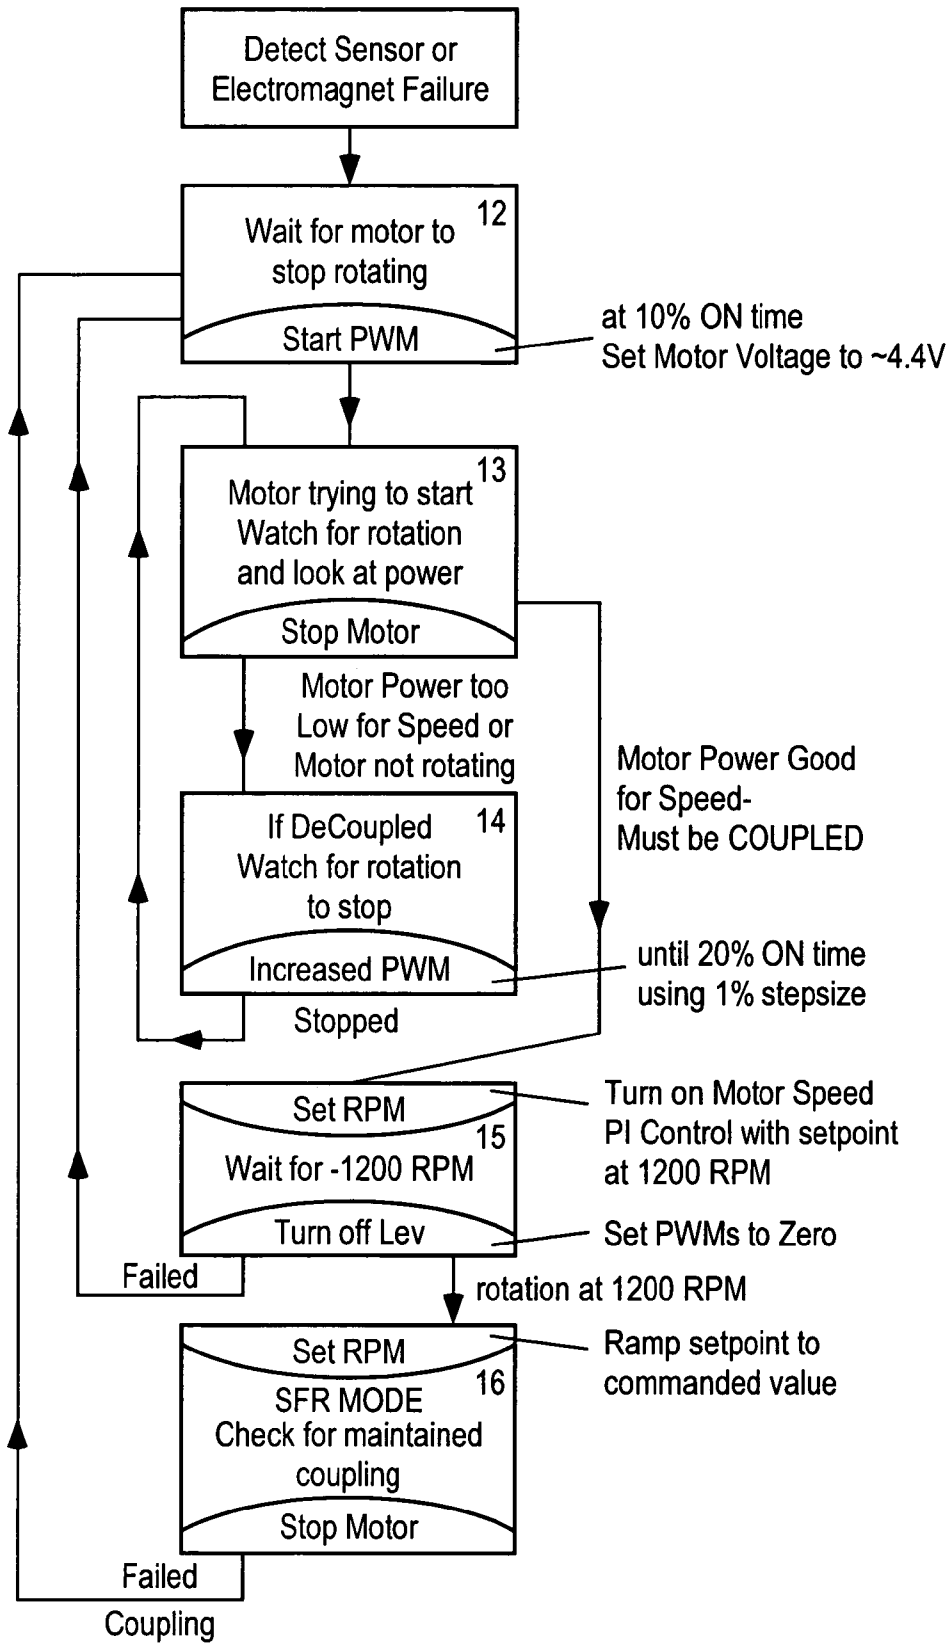 Detect Sensor or
Electromagnet Failure
12
Wait for motor to
stop rotating
Start PWM
at 10% ON time
Set Motor Voltage to ~4.4V
13
Motor trying to start
Watch for rotation
and look at power
Stop Motor
Motor Power too
Low for Speed or
Motor not rotating
Motor Power Good
for Speed-
Must be COUPLED
14
If DeCoupled
Watch for rotation
to stop
Increased PWM
until 20% ON time
using 1% stepsize
Stopped
Set RPM
Turn on Motor Speed
PI Control with setpoint
at 1200 RPM
15
Wait for -1200 RPM
Turn off Lev
Set PWMs to Zero
Failed
rotation at 1200 RPM
Set RPM
Ramp setpoint to
commanded value
16
SFR MODE
Check for maintained
coupling
Stop Motor
Failed
Coupling